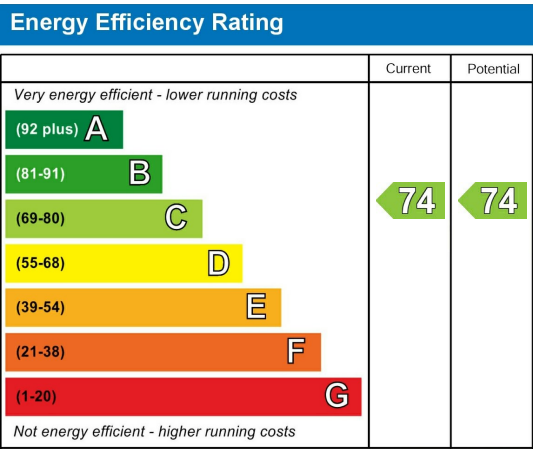 Energy Efficiency Rating
Current Potential
Very energy efficient - lower running costs
(92 plus) A
(81-91) B
(69-80) C
74 74
(55-68) D
(39-54) E
(21-38) F
(1-20) G
Not energy efficient - higher running costs